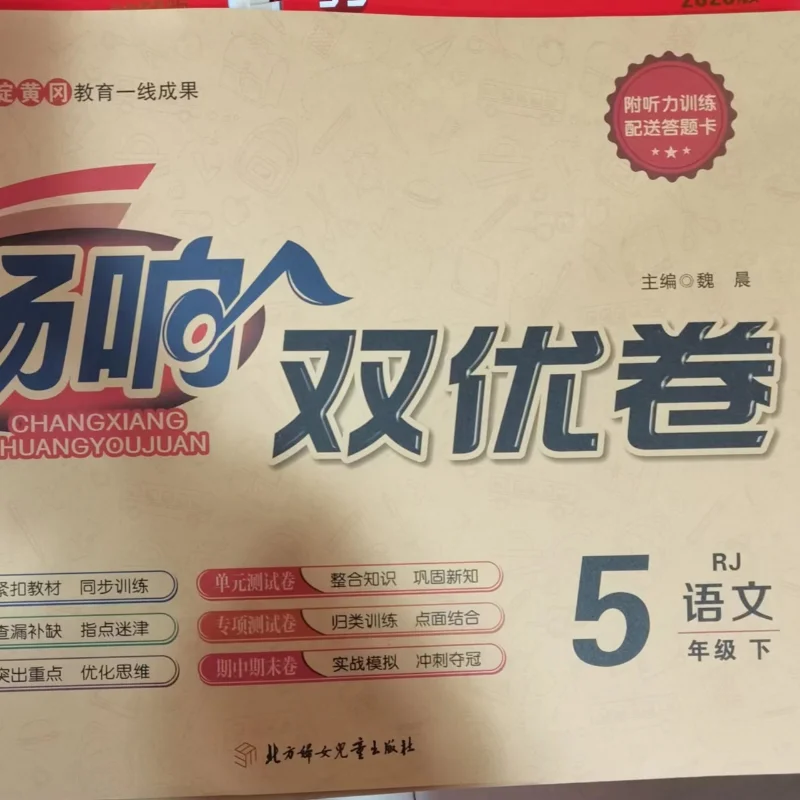 黄冈教育一线成果
附听力训练
配送答题卡
主编◎魏 晨
畅响
双优卷
CHANGXIANG
HUANGYOUJUAN
紧扣教材 同步训练
查漏补缺 指点迷津
突出重点 优化思维
单元测试卷 整合知识 巩固新知
专项测试卷 归类训练 点面结合
期中期末卷 实战模拟 冲刺夺冠
5
RJ
语文
年级 下
北方妇女儿童出版社